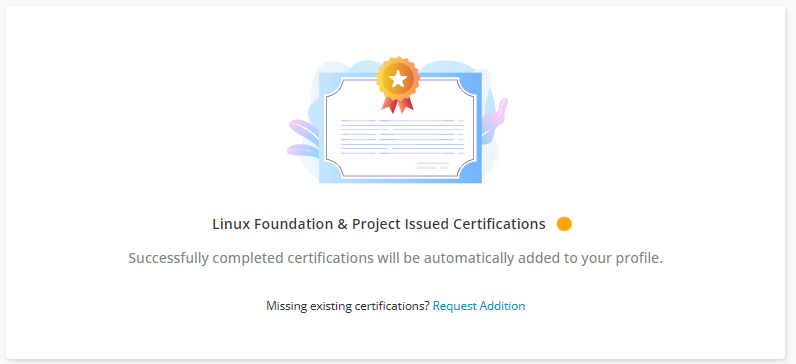 Linux Foundation & Project Issued Certifications
Successfully completed certifications will be automatically added to your profile.
Missing existing certifications? Request Addition